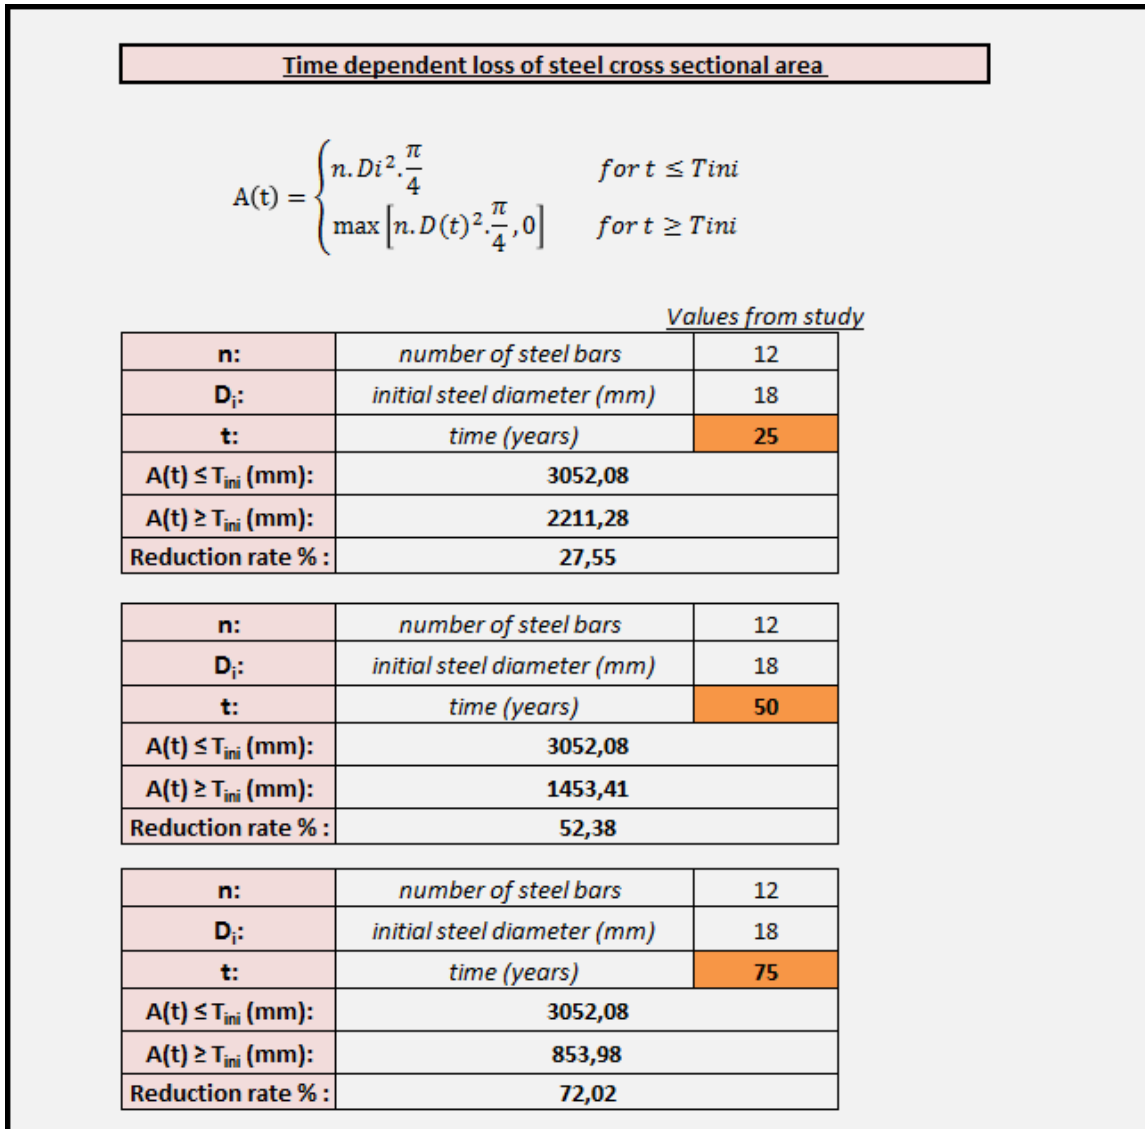 Time dependent loss of steel cross sectional area
A(t) = { n.Di².π/4 for t ≤ Tini
max [n.D(t)².π/4, 0] for t ≥ Tini
Values from study
n: number of steel bars 12
Di: initial steel diameter (mm) 18
t: time (years) 25
A(t) ≤ Tini (mm): 3052,08
A(t) ≥ Tini (mm): 2211,28
Reduction rate % : 27,55
n: number of steel bars 12
Di: initial steel diameter (mm) 18
t: time (years) 50
A(t) ≤ Tini (mm): 3052,08
A(t) ≥ Tini (mm): 1453,41
Reduction rate % : 52,38
n: number of steel bars 12
Di: initial steel diameter (mm) 18
t: time (years) 75
A(t) ≤ Tini (mm): 3052,08
A(t) ≥ Tini (mm): 853,98
Reduction rate % : 72,02